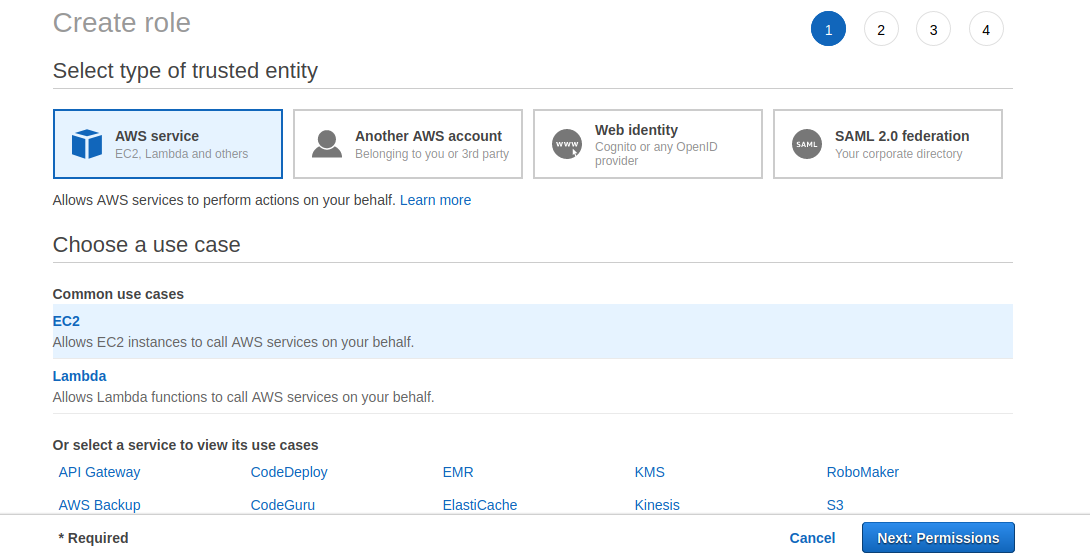 Create role
1 2 3 4
Select type of trusted entity
AWS service
EC2, Lambda and others
Another AWS account
Belonging to you or 3rd party
Web identity
Cognito or any OpenID
provider
SAML 2.0 federation
Your corporate directory
www
SAML
Allows AWS services to perform actions on your behalf. Learn more
Choose a use case
Common use cases
EC2
Allows EC2 instances to call AWS services on your behalf.
Lambda
Allows Lambda functions to call AWS services on your behalf.
Or select a service to view its use cases
API Gateway CodeDeploy EMR KMS RoboMaker
AWS Backup CodeGuru ElastiCache Kinesis S3
* Required Cancel Next: Permissions